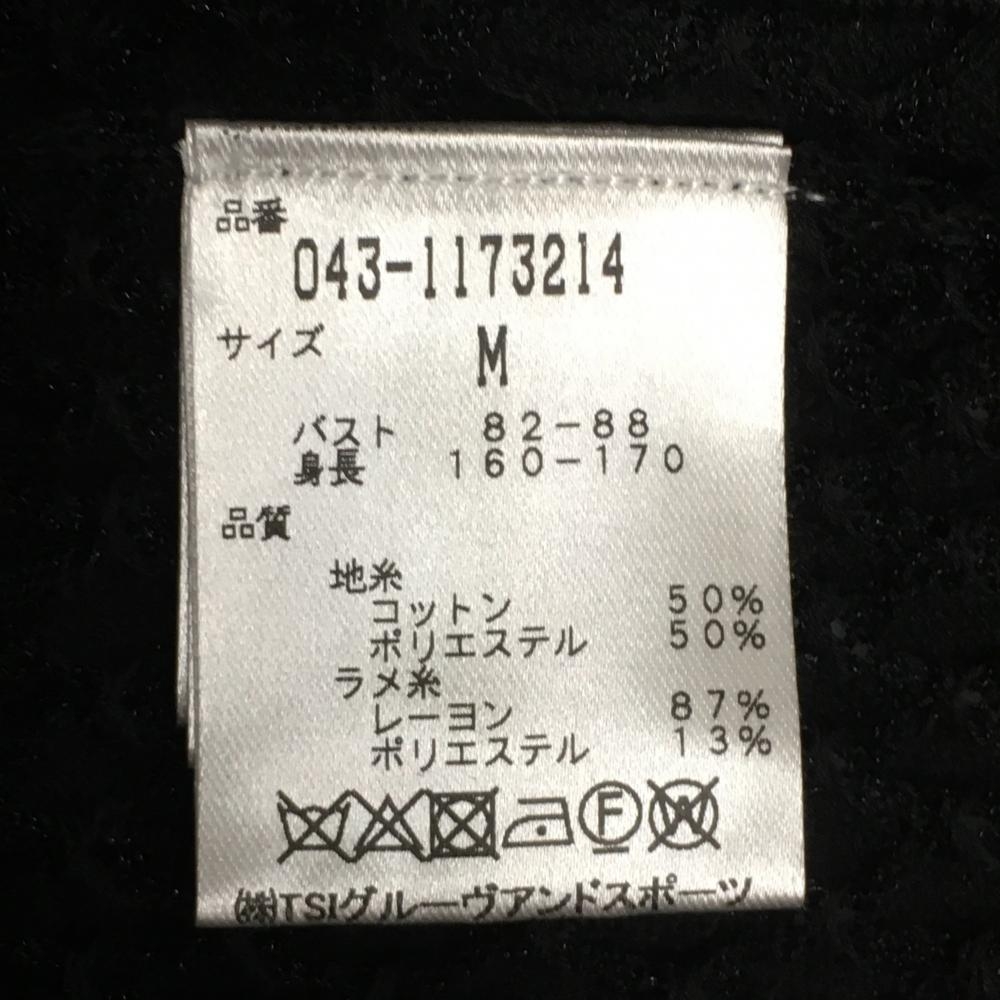 品番
043-1173214
サイズ M
バスト 82-88
身長 160-170
品質
地糸
コットン 50%
ポリエステル 50%
ラメ糸
レーヨン 87%
ポリエステル 13%
F W
㈱TSIグルーヴアンドスポーツ